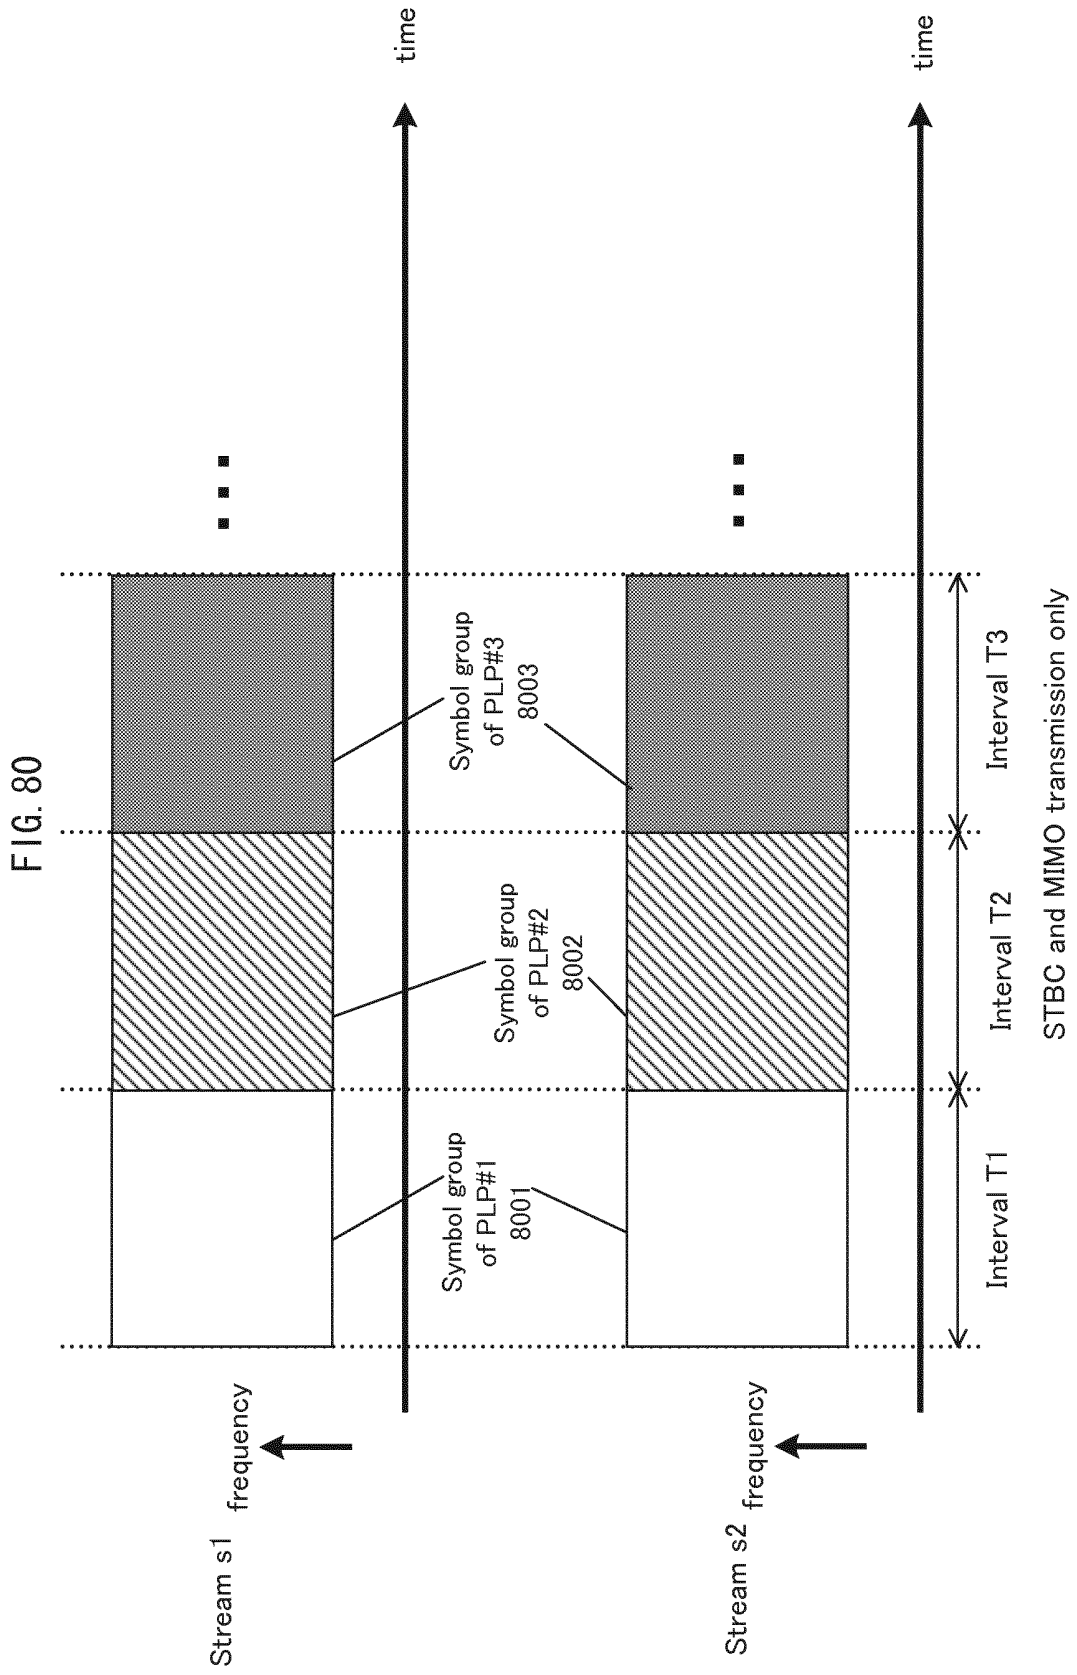 FIG. 80
Stream s1
frequency
time
Symbol group
of PLP#1
8001
Symbol group
of PLP#2
8002
Symbol group
of PLP#3
8003
Stream s2
frequency
time
Interval T1
Interval T2
Interval T3
STBC and MIMO transmission only